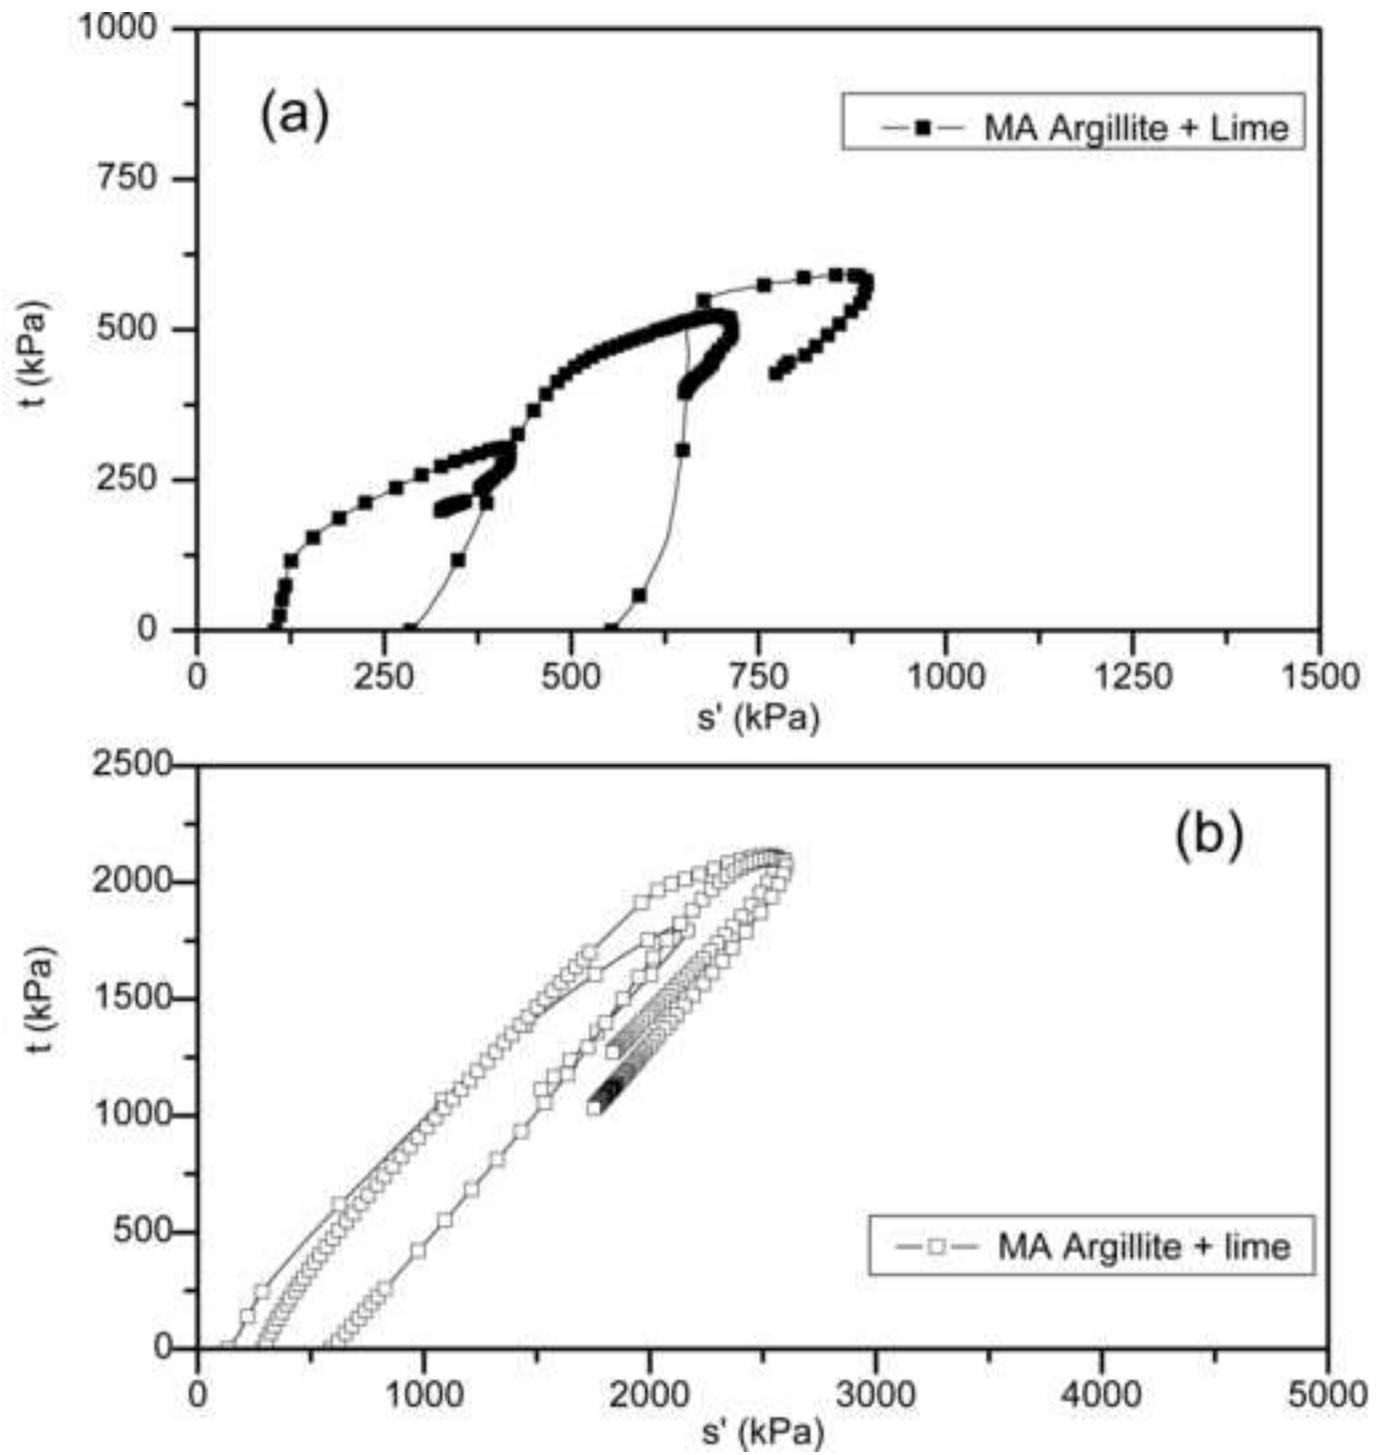 1000
(a)
MA Argillite + Lime
750
500
250
0
t (kPa)
0 250 500 750 1000 1250 1500
s' (kPa)
2500
(b)
2000
1500
1000
500
0
t (kPa)
MA Argillite + lime
0 1000 2000 3000 4000 5000
s' (kPa)